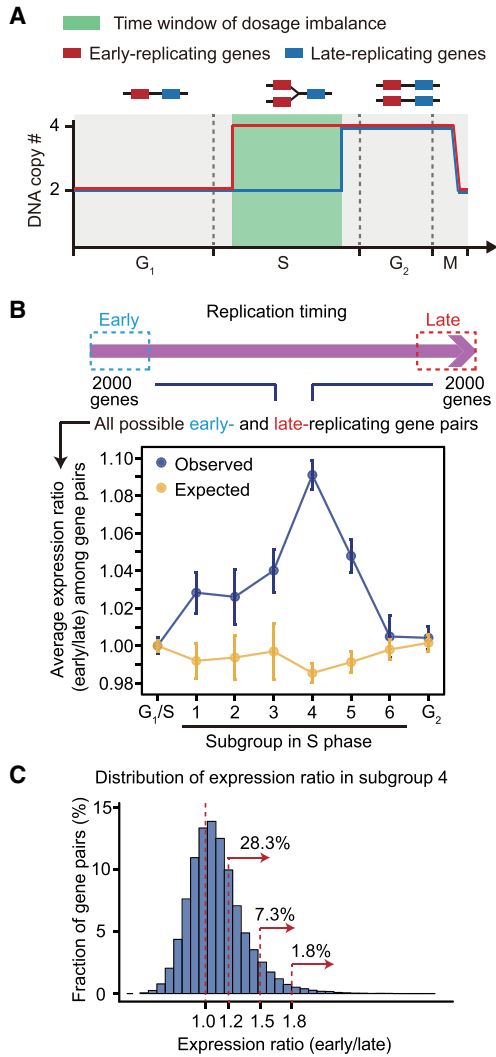 A
Time window of dosage imbalance
Early-replicating genes Late-replicating genes
DNA copy #
4
2
G1 S G2 M
B
Replication timing
Early Late
2000 genes
2000 genes
All possible early- and late-replicating gene pairs
Average expression ratio
(early/late) among gene pairs
1.10
1.08
1.06
1.04
1.02
1.00
0.98
Observed
Expected
G1/S 1 2 3 4 5 6 G2
Subgroup in S phase
C
Distribution of expression ratio in subgroup 4
Fraction of gene pairs (%)
15
10
5
0
28.3%
7.3%
1.8%
1.0 1.2 1.5 1.8
Expression ratio (early/late)